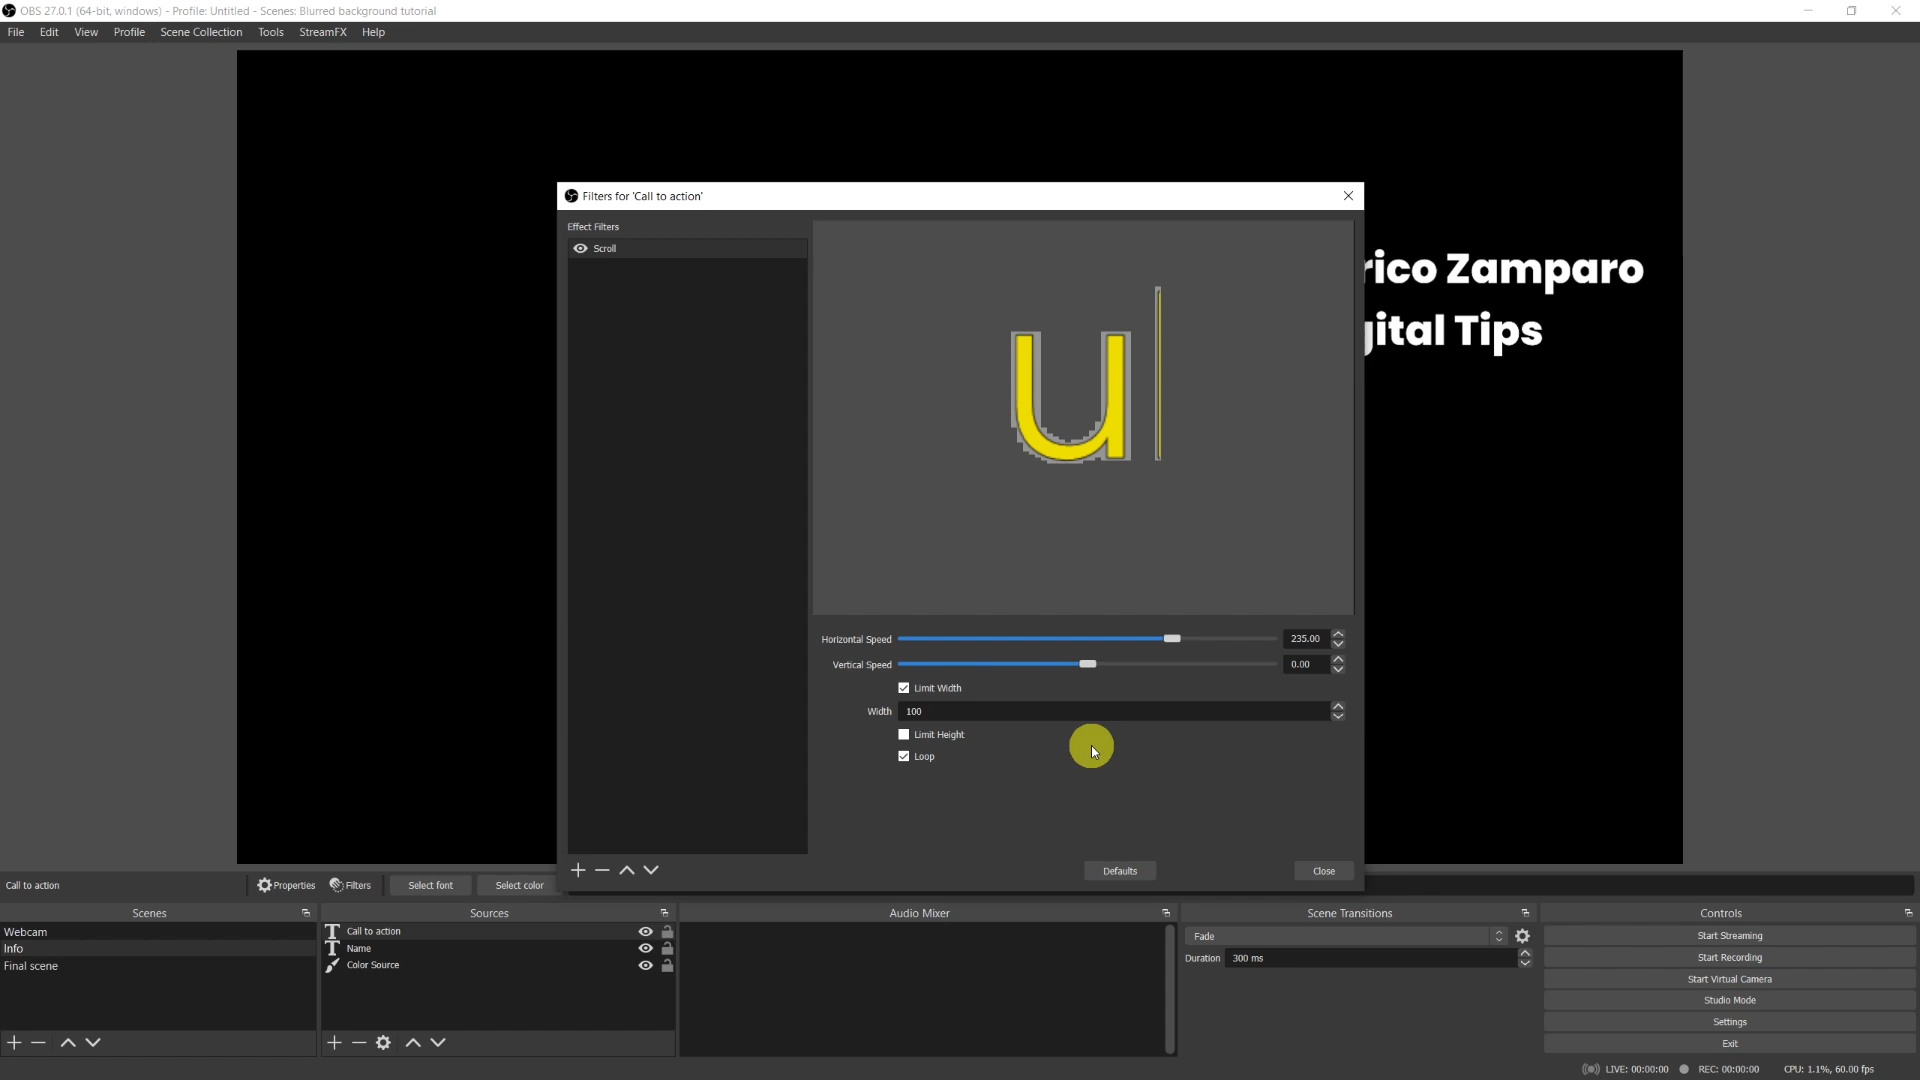 OBS 27.0.1 (64-bit, windows) - Profile: Untitled - Scenes: Blurred background tutorial
File Edit View Profile Scene Collection Tools StreamFX Help
Filters for 'Call to action'
Effect Filters
Scroll
u
rico Zamparo
ital Tips
Horizontal Speed 235.00
Vertical Speed 0.00
Limit Width
Width 100
Limit Height
Loop
Defaults Close
Call to action Properties Filters Select font Select color
Scenes Sources Audio Mixer Scene Transitions Controls
Webcam
Info
Final scene
Call to action
Name
Color Source
Fade
Duration 300 ms
Start Streaming
Start Recording
Start Virtual Camera
Studio Mode
Settings
Exit
LIVE: 00:00:00 REC: 00:00:00 CPU: 1.1%, 60.00 fps